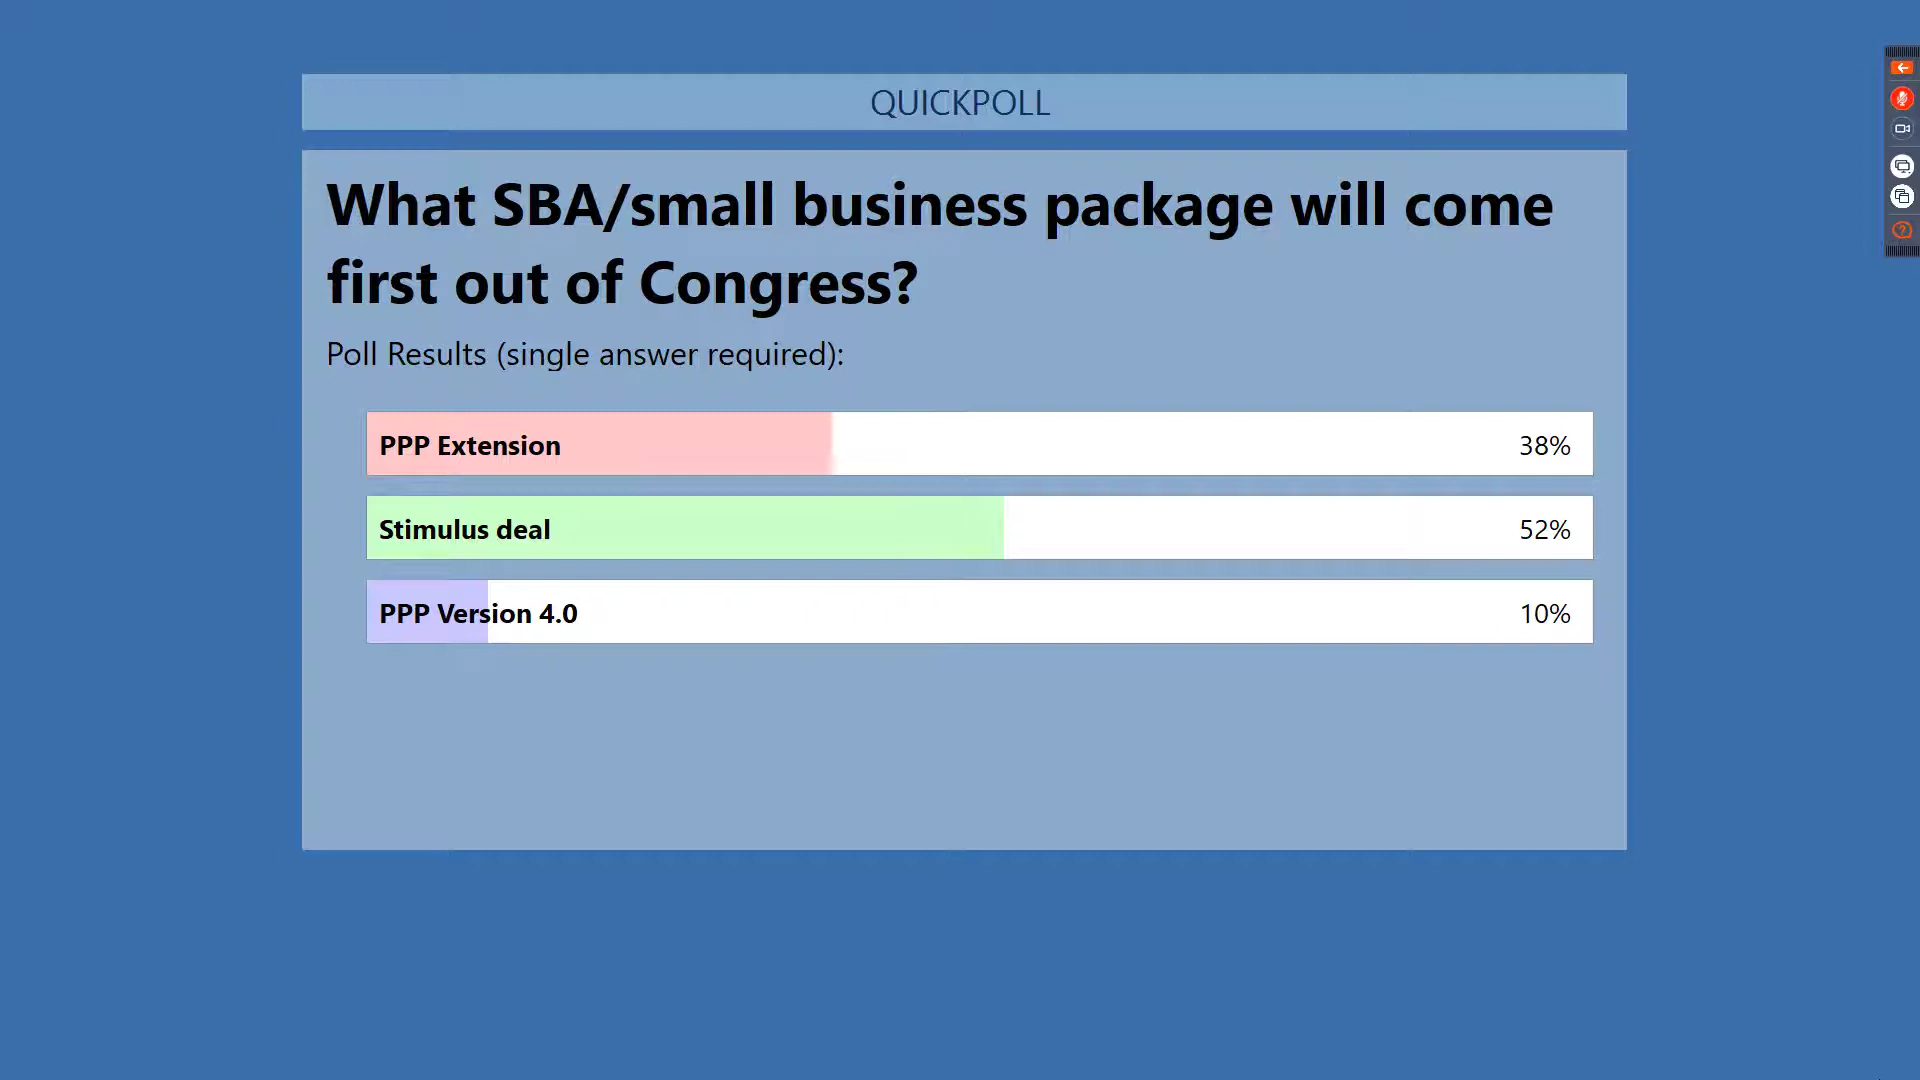 QUICKPOLL
What SBA/small business package will come
first out of Congress?
Poll Results (single answer required):
PPP Extension 38%
Stimulus deal 52%
PPP Version 4.0 10%